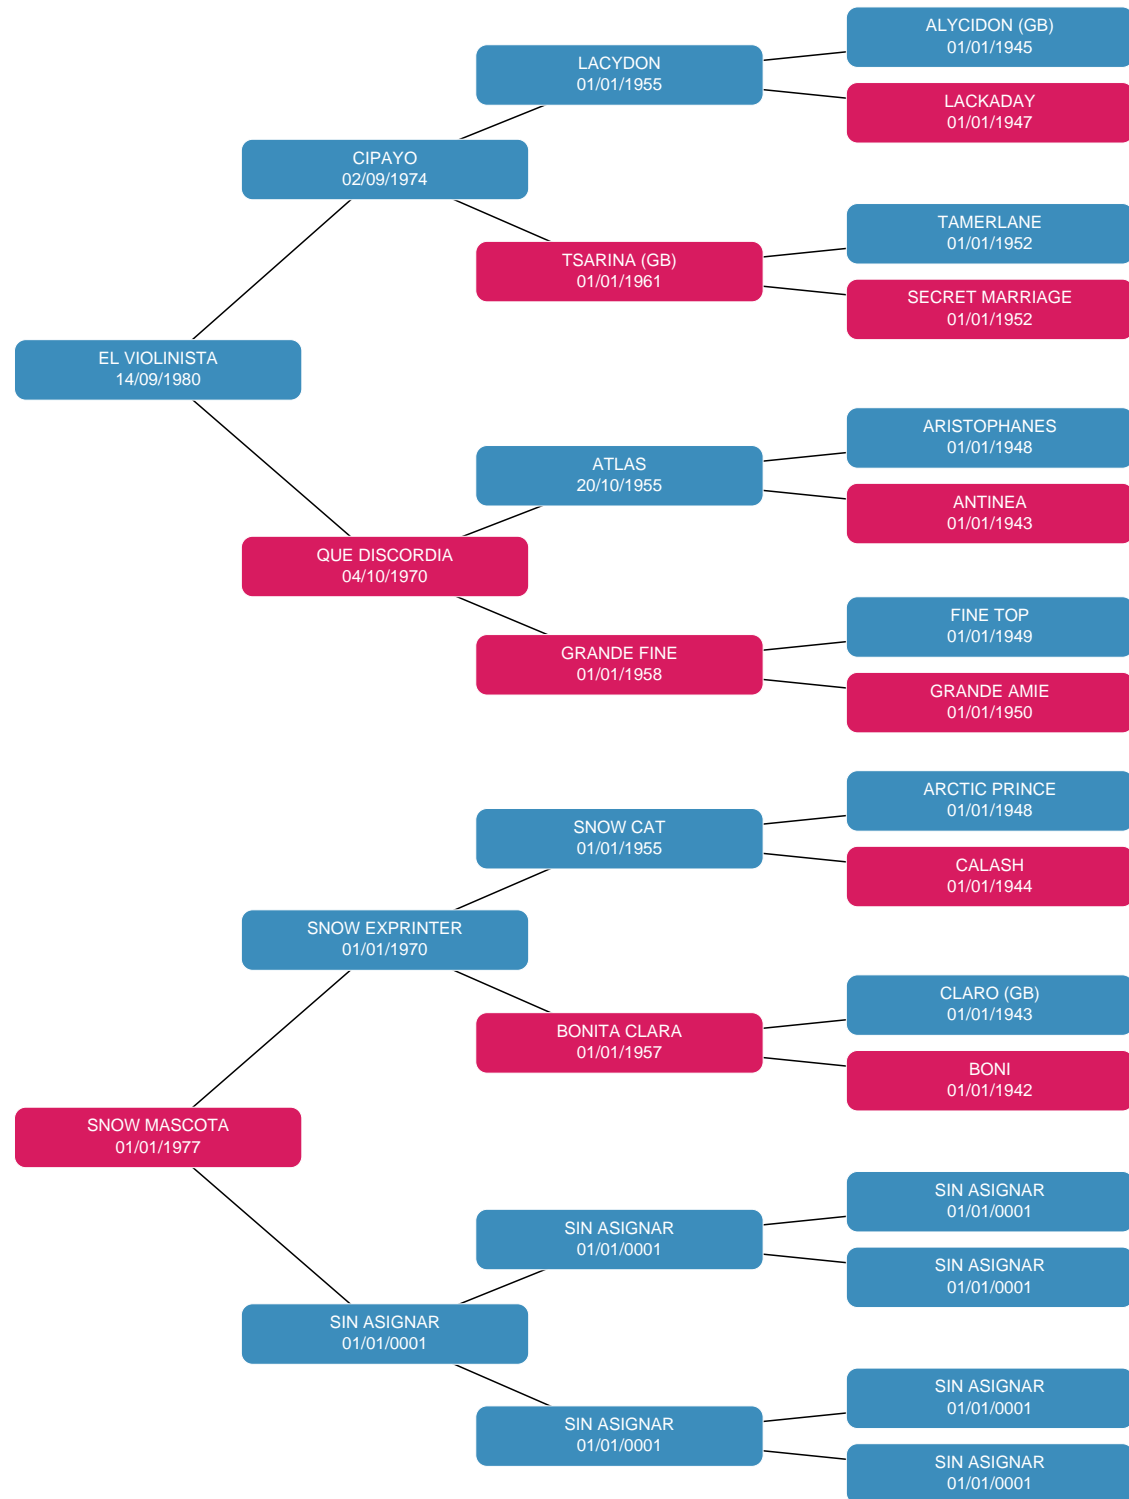 ALYCIDON (GB)
01/01/1945
LACYDON
01/01/1955
LACKADAY
01/01/1947
CIPAYO
02/09/1974
TAMERLANE
01/01/1952
TSARINA (GB)
01/01/1961
SECRET MARRIAGE
01/01/1952
EL VIOLINISTA
14/09/1980
ARISTOPHANES
01/01/1948
ATLAS
20/10/1955
ANTINEA
01/01/1943
QUE DISCORDIA
04/10/1970
FINE TOP
01/01/1949
GRANDE FINE
01/01/1958
GRANDE AMIE
01/01/1950
ARCTIC PRINCE
01/01/1948
SNOW CAT
01/01/1955
CALASH
01/01/1944
SNOW EXPRINTER
01/01/1970
CLARO (GB)
01/01/1943
BONITA CLARA
01/01/1957
BONI
01/01/1942
SNOW MASCOTA
01/01/1977
SIN ASIGNAR
01/01/0001
SIN ASIGNAR
01/01/0001
SIN ASIGNAR
01/01/0001
SIN ASIGNAR
01/01/0001
SIN ASIGNAR
01/01/0001
SIN ASIGNAR
01/01/0001
SIN ASIGNAR
01/01/0001